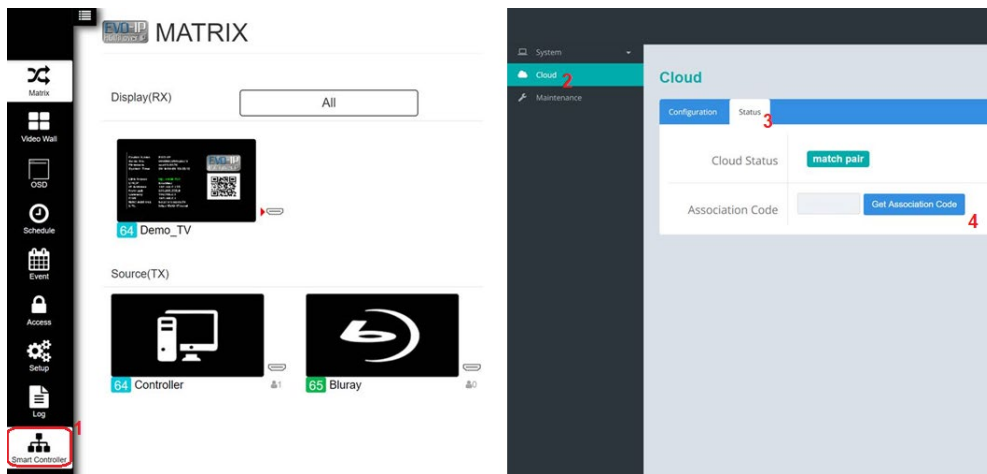 EVO-IP
MATRIX
Matrix
Video Wall
OSD
Schedule
Event
Access
Setup
Log
Smart Controller
1
Display(RX)
All
EVO-IP
64 Demo_TV
Source(TX)
64 Controller
1
65 Bluray
0
System
Cloud
2
Maintenance
Cloud
Configuration
Status
3
Cloud Status
match pair
Association Code
Get Association Code
4